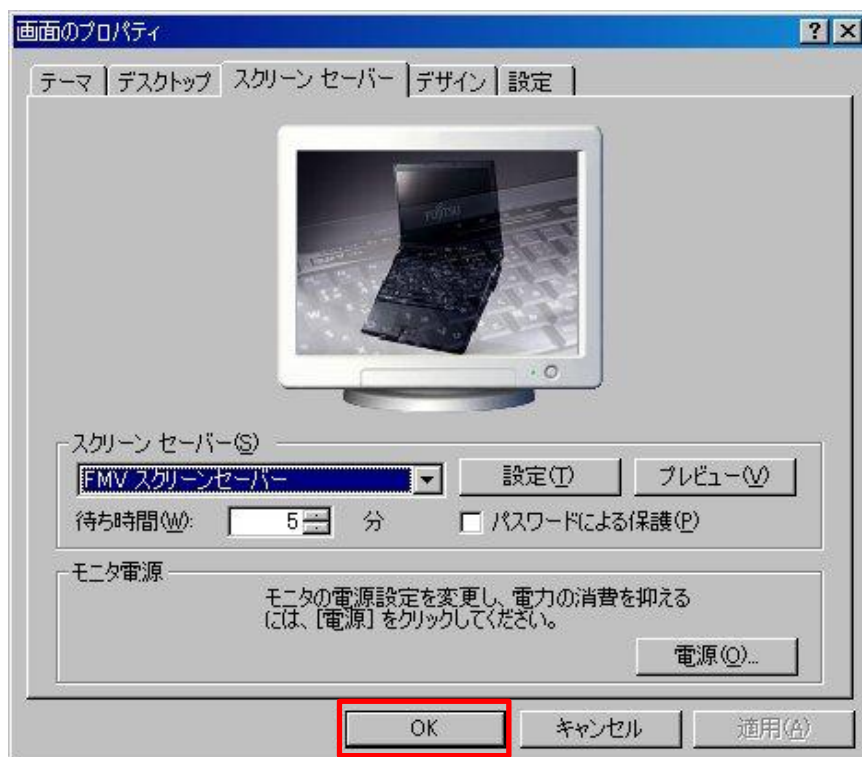 画面のプロパティ
テーマ デスクトップ スクリーン セーバー デザイン 設定
FUJITSU
スクリーン セーバー(S)
FMV スクリーンセーバー 設定(T) プレビュー(V)
待ち時間(W): 5 分 パスワードによる保護(P)
モニタ電源
モニタの電源設定を変更し、電力の消費を抑える
には、[電源] をクリックしてください。
電源(O)...
OK キャンセル 適用(A)